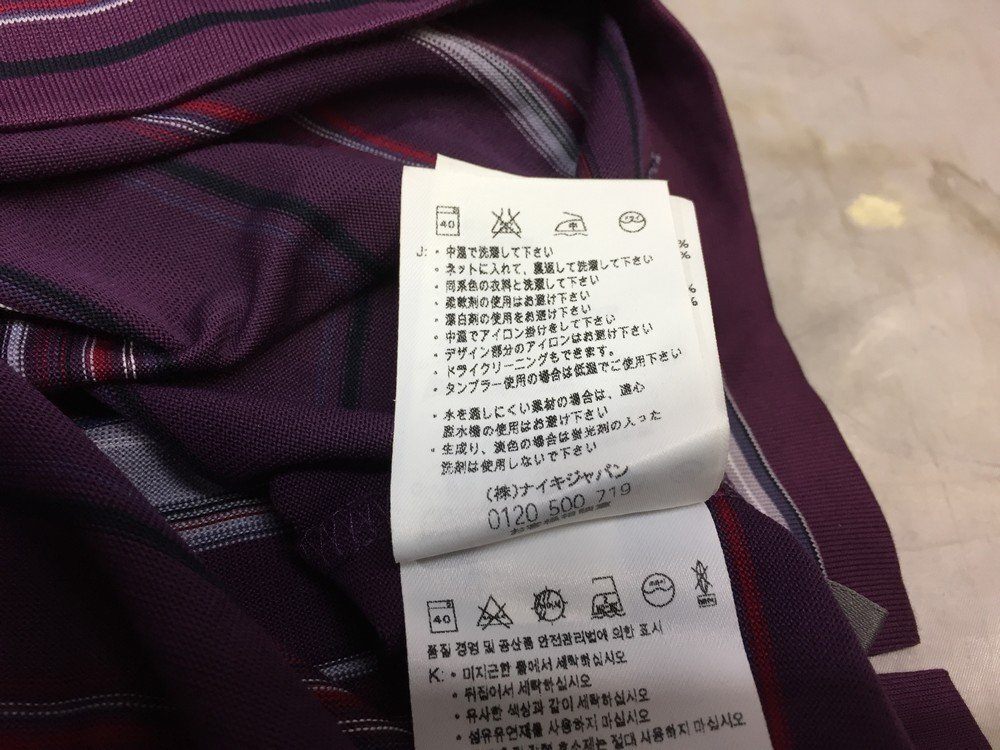 40
中
J: ・中温で洗濯して下さい
・ネットに入れて、裏返して洗濯して下さい
・同系色の衣料と洗濯して下さい
・柔軟剤の使用はお避け下さい
・漂白剤の使用をお避け下さい
・中温でアイロン掛けをして下さい
・デザイン部分のアイロンはお避け下さい
・ドライクリーニングもできます。
・タンブラー使用の場合は低温でご使用下さい
・水を通しにくい素材の場合は、遠心
脱水槽の使用はお避け下さい
・生成り、淡色の場合は蛍光剤の入った
洗剤は使用しないで下さい
(株)ナイキジャパン
0120 500 719
%
%
%
6
40
품질 경영 및 공산품 안전관리법에 의한 표시
K: ・미지근한 물에서 세탁하십시오
・뒤집어서 세탁하십시오
・유사한 색상과 같이 세탁하십시오
・섬유유연제를 사용하지 마십시오
절대 사용하지 마십시오